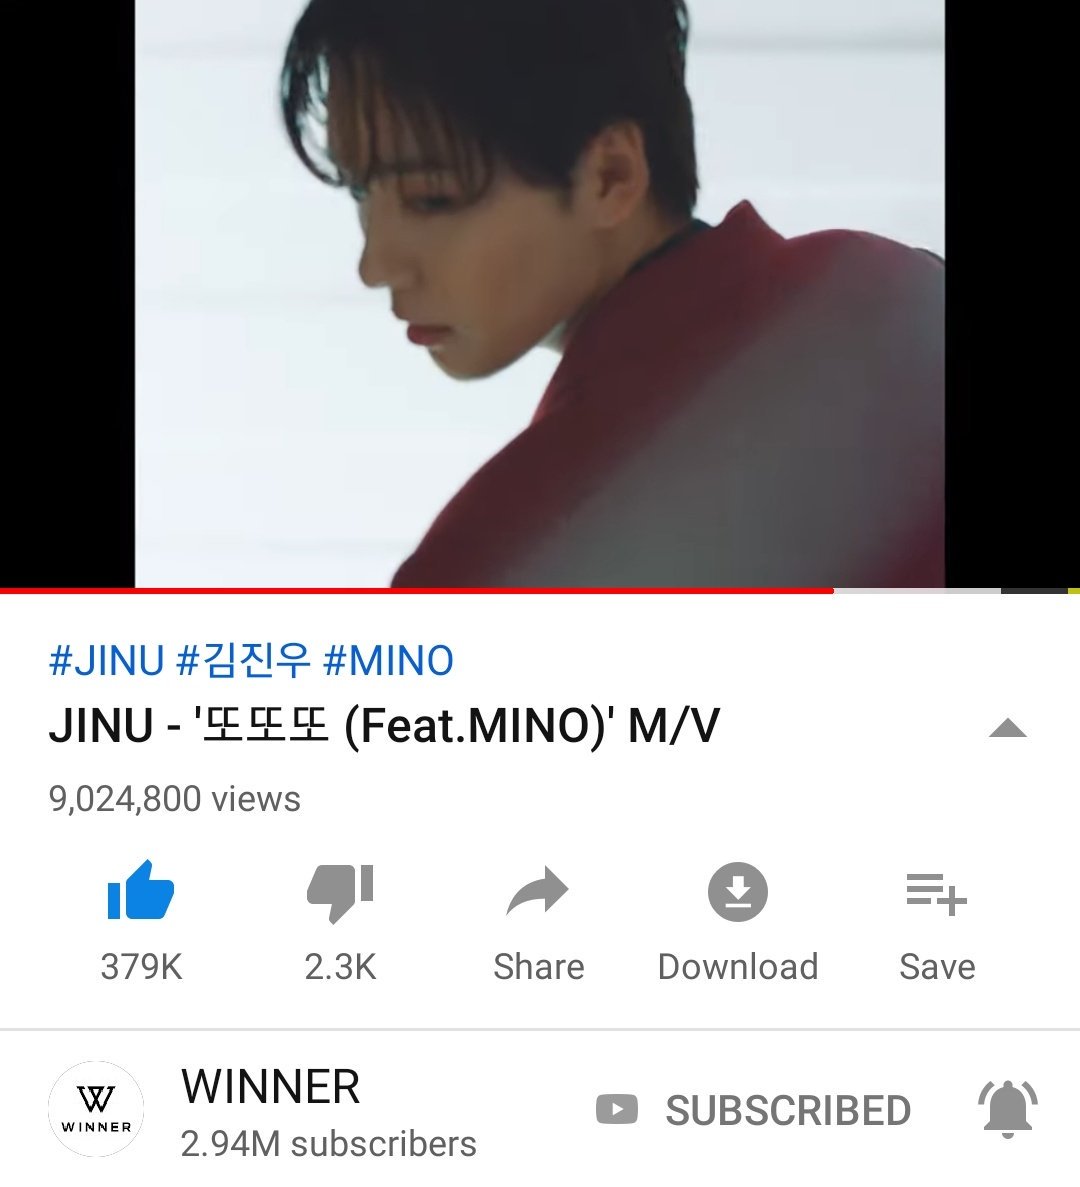 #JINU #김진우 #MINO
JINU - '또또또 (Feat.MINO)' M/V
9,024,800 views
379K 2.3K Share Download Save
WINNER
WINNER
2.94M subscribers
SUBSCRIBED